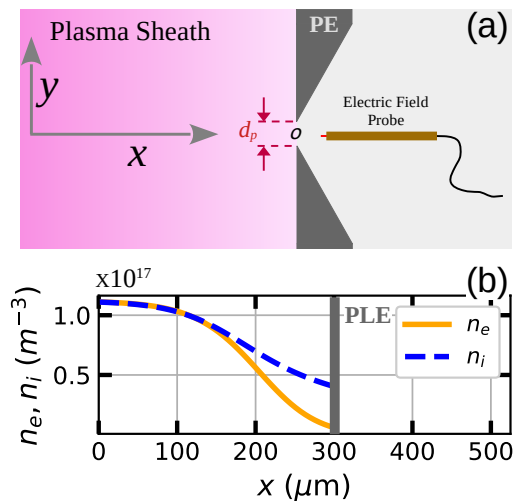 Plasma Sheath
PE
(a)
y
x
d_p
o
Electric Field
Probe
x10^17
(b)
n_e, n_i (m^−3)
1.0
0.5
PLE
n_e
n_i
0 100 200 300 400 500
x (μm)